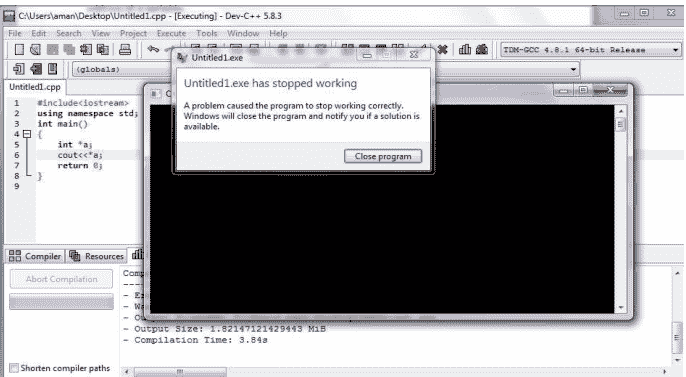 C:\Users\aman\Desktop\Untitled1.cpp - [Executing] - Dev-C++ 5.8.3
File Edit Search View Project Execute Tools Window Help
TDM-GCC 4.8.1 64-bit Release
(globals)
Untitled1.cpp
1 #include<iostream>
2 using namespace std;
3 int main()
4 {
5 int *a;
6 cout<<*a;
7 return 0;
8 }
9
Untitled1.exe
Untitled1.exe has stopped working
A problem caused the program to stop working correctly.
Windows will close the program and notify you if a solution is
available.
Close program
Compiler Resources
Abort Compilation
- Output Size: 1.82147121429443 MiB
- Compilation Time: 3.84s
Shorten compiler paths